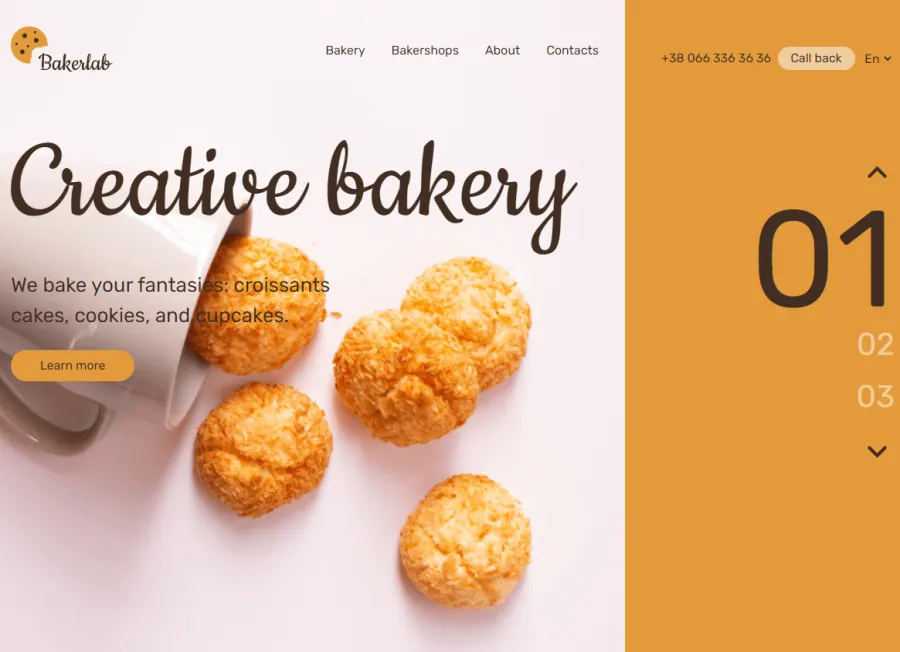 Bakerlab
Bakery
Bakershops
About
Contacts
+38 066 336 36 36
Call back
En
Creative bakery
We bake your fantasies: croissants
cakes, cookies, and cupcakes.
Learn more
01
02
03